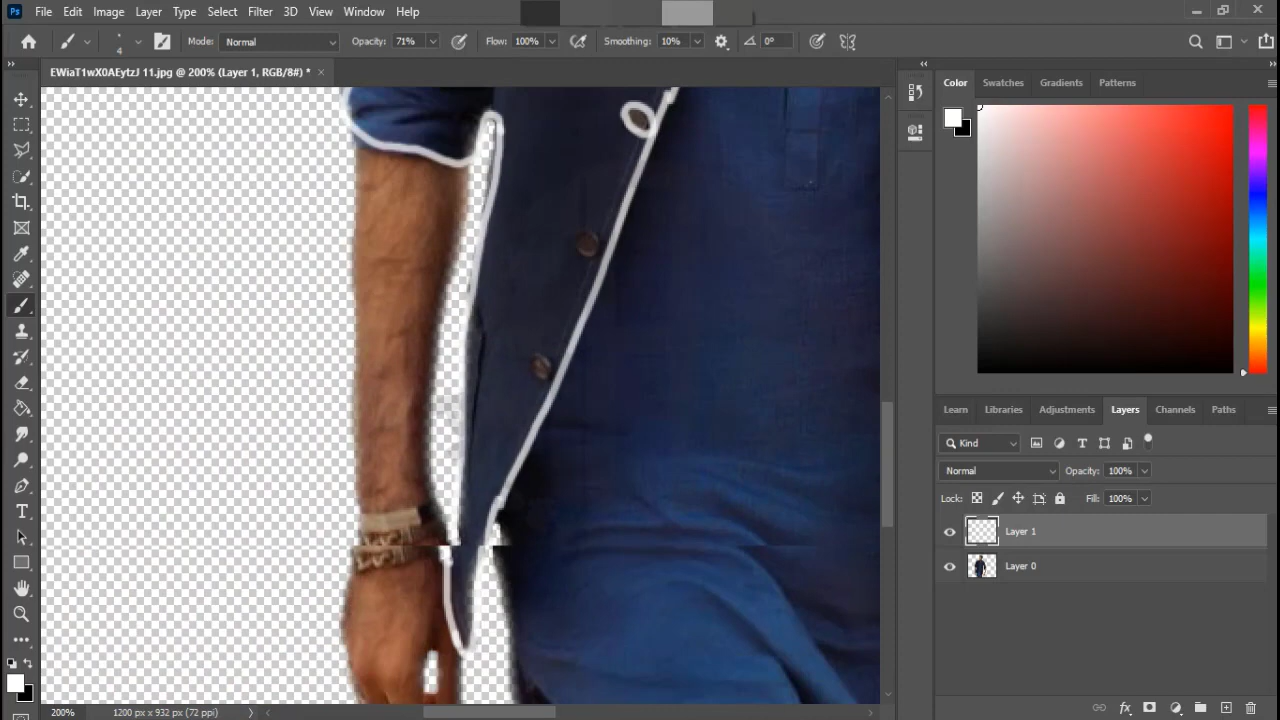 Ps File Edit Image Layer Type Select Filter 3D View Window Help
4 Mode: Normal Opacity: 71% Flow: 100% Smoothing: 10% 0°
EWiaT1wX0AEytzJ 11.jpg @ 200% (Layer 1, RGB/8#) * ×
Color Swatches Gradients Patterns
Learn Libraries Adjustments Layers Channels Paths
Kind
Normal Opacity: 100%
Lock: Fill: 100%
Layer 1
Layer 0
200% 1200 px x 932 px (72 ppi)